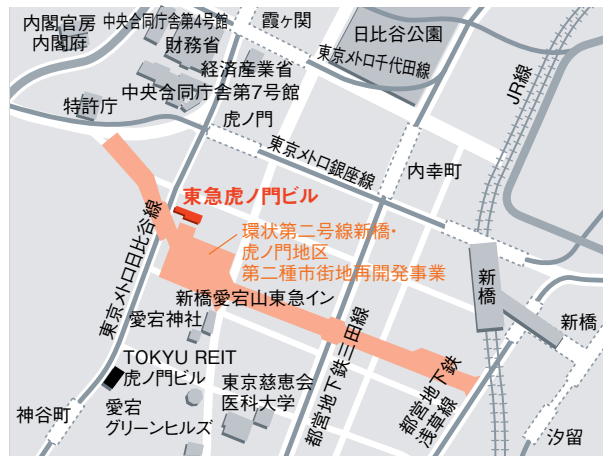 内閣官房
内閣府
中央合同庁舎第4号館
財務省
霞ヶ関
日比谷公園
東京メトロ千代田線
経済産業省
中央合同庁舎第7号館
特許庁
虎ノ門
JR線
東京メトロ銀座線
内幸町
東急虎ノ門ビル
東京メトロ日比谷線
環状第二号線新橋・
虎ノ門地区
第二種市街地再開発事業
新橋
新橋愛宕山東急イン
愛宕神社
新橋
TOKYU REIT
虎ノ門ビル
都営地下鉄三田線
都営地下鉄
浅草線
東京慈恵会
医科大学
神谷町
愛宕
グリーンヒルズ
汐留